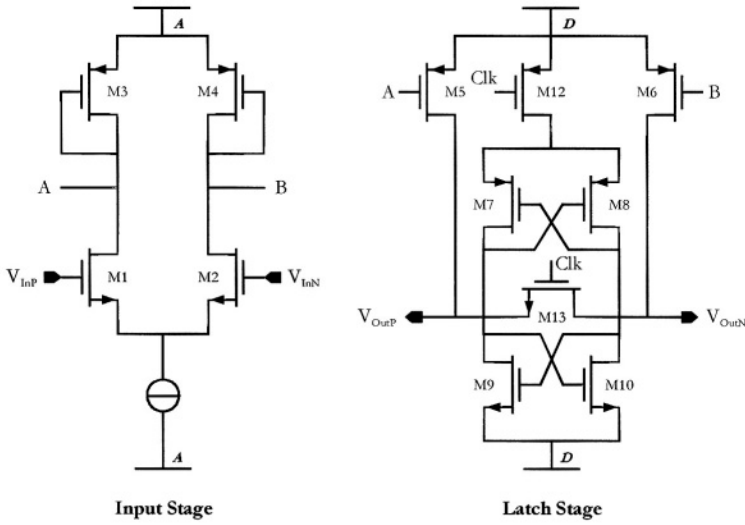 A D
M3 M4 A M5 Clk M12 M6 B
A B
M7 M8
V_InP M1 M2 V_InN Clk
V_OutP M13 V_OutN
M9 M10
A D
Input Stage Latch Stage